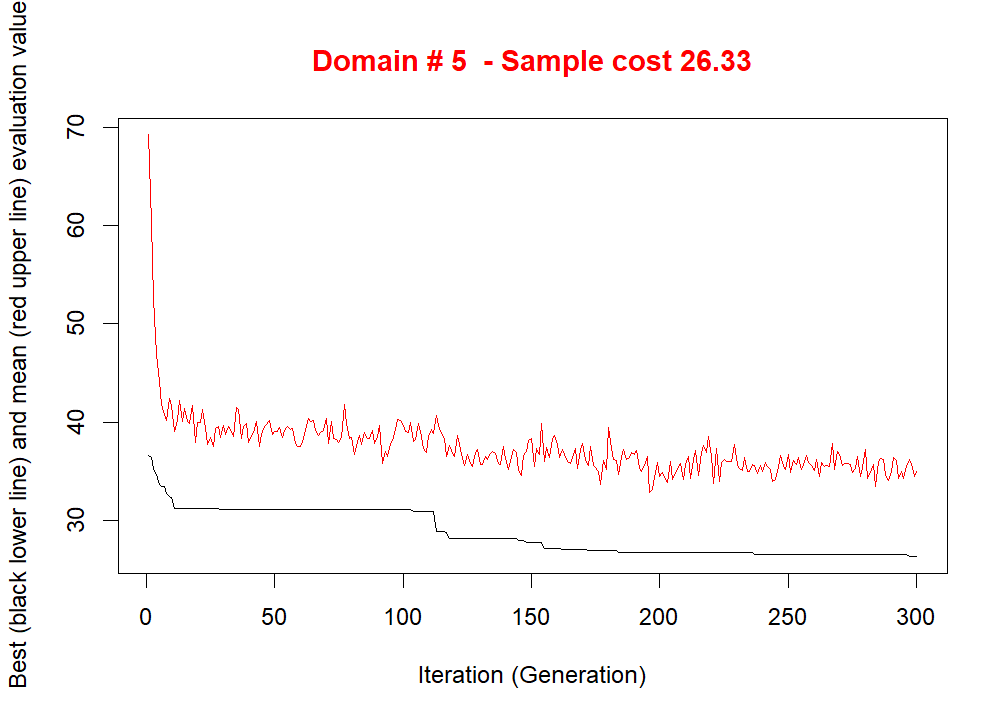 Domain # 5  - Sample cost 26.33
Best (black lower line) and mean (red upper line) evaluation value
70
60
50
40
30
0 50 100 150 200 250 300
Iteration (Generation)